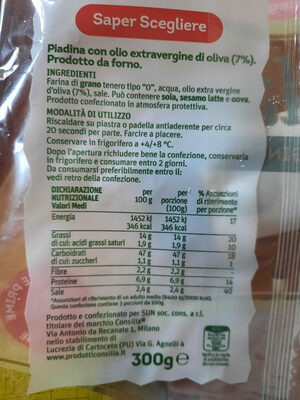 Saper Scegliere
Piadina con olio extravergine di oliva (7%).
Prodotto da forno.
INGREDIENTI
Farina di grano tenero tipo "0", acqua, olio extra vergine
d'oliva (7%), sale. Può contenere soia, sesamo latte e uova.
Prodotto confezionato in atmosfera protettiva.
MODALITÀ DI UTILIZZO
Riscaldare su piastra o padella antiaderente per circa
20 secondi per parte. Farcire a piacere.
Conservare in frigorifero a +4/+8 °C.
Dopo l'apertura richiudere bene la confezione, conservarla
in frigorifero e consumare entro 2 giorni.
Da consumarsi preferibilmente entro il:
vedi retro della confezione.
DICHIARAZIONE NUTRIZIONALE Valori Medi per 100 g per porzione (100g) % Assunzioni di riferimento per porzione*
Energia 1452 kJ 1452 kJ 17
346 kcal 346 kcal
Grassi 14 g 14 g 20
di cui: acidi grassi saturi 1,9 g 1,9 g 10
Carboidrati 47 g 47 g 18
di cui: zuccheri 1,1 g 1,1 g 1
Fibre 2,2 g 2,2 g -
Proteine 6,9 g 6,9 g 14
Sale 2,4 g 2,4 g 40
*Assunzioni di riferimento di un adulto medio (8400 kJ/2000 kcal).
Questa confezione contiene 3 porzioni da 100g.
Prodotto e confezionato per SUN soc. cons. a r.l.
titolare del marchio Consilia®
Via Antonio da Recanate 1, Milano
nello stabilimento di
Lucrezia di Cartoceto (PU) Via G. Agnelli 4
www.prodotticonsilia.it
300g e